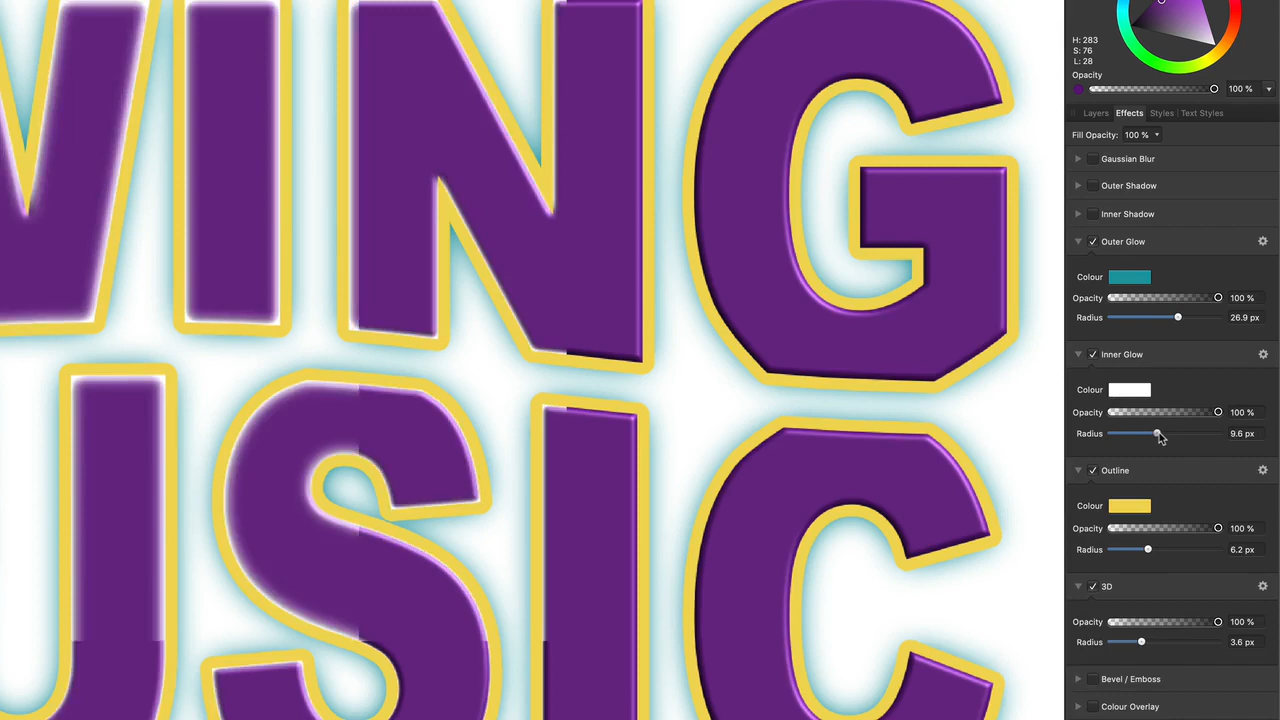 WING
USIC
H: 283
S: 76
L: 28
Opacity
100 %
Layers Effects Styles Text Styles
Fill Opacity: 100 %
Gaussian Blur
Outer Shadow
Inner Shadow
Outer Glow
Colour
Opacity 100 %
Radius 26.9 px
Inner Glow
Colour
Opacity 100 %
Radius 9.6 px
Outline
Colour
Opacity 100 %
Radius 6.2 px
3D
Opacity 100 %
Radius 3.6 px
Bevel / Emboss
Colour Overlay